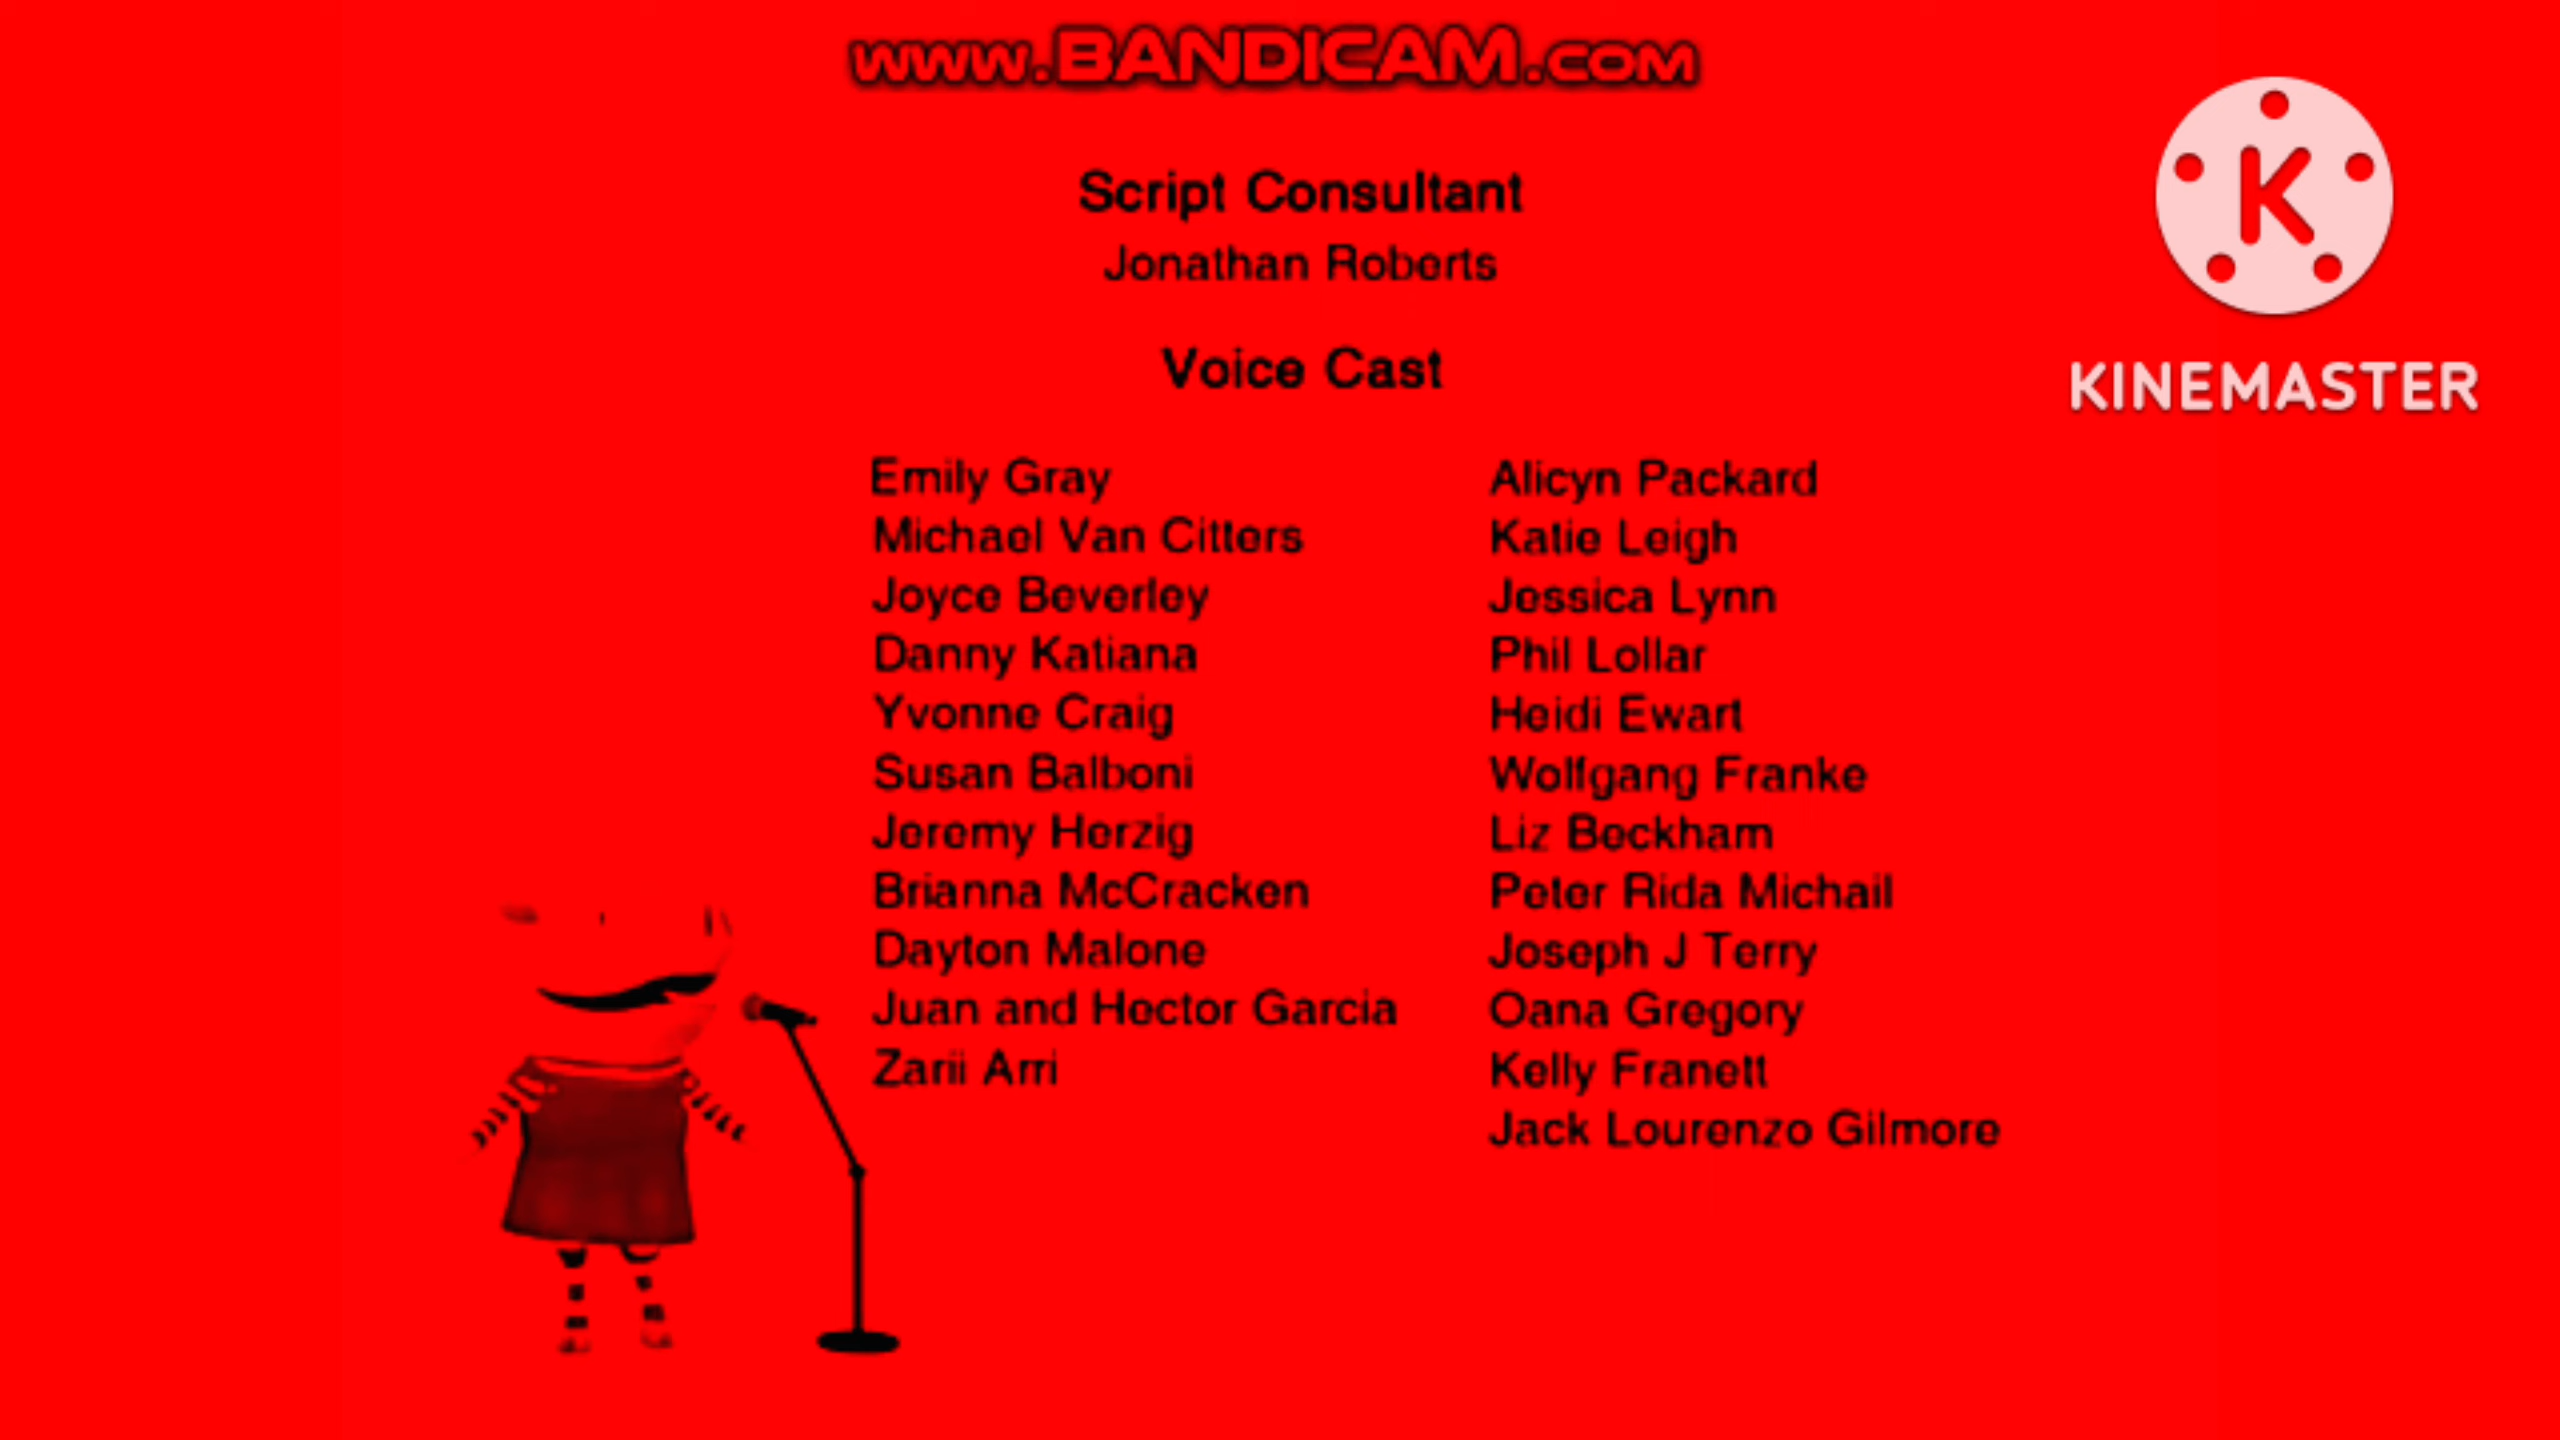 www.BANDICAM.com
K
KINEMASTER
Script Consultant
Jonathan Roberts
Voice Cast
Emily Gray
Michael Van Citters
Joyce Beverley
Danny Katiana
Yvonne Craig
Susan Balboni
Jeremy Herzig
Brianna McCracken
Dayton Malone
Juan and Hector Garcia
Zarii Arri
Alicyn Packard
Katie Leigh
Jessica Lynn
Phil Lollar
Heidi Ewart
Wolfgang Franke
Liz Beckham
Peter Rida Michail
Joseph J Terry
Oana Gregory
Kelly Franett
Jack Lourenzo Gilmore